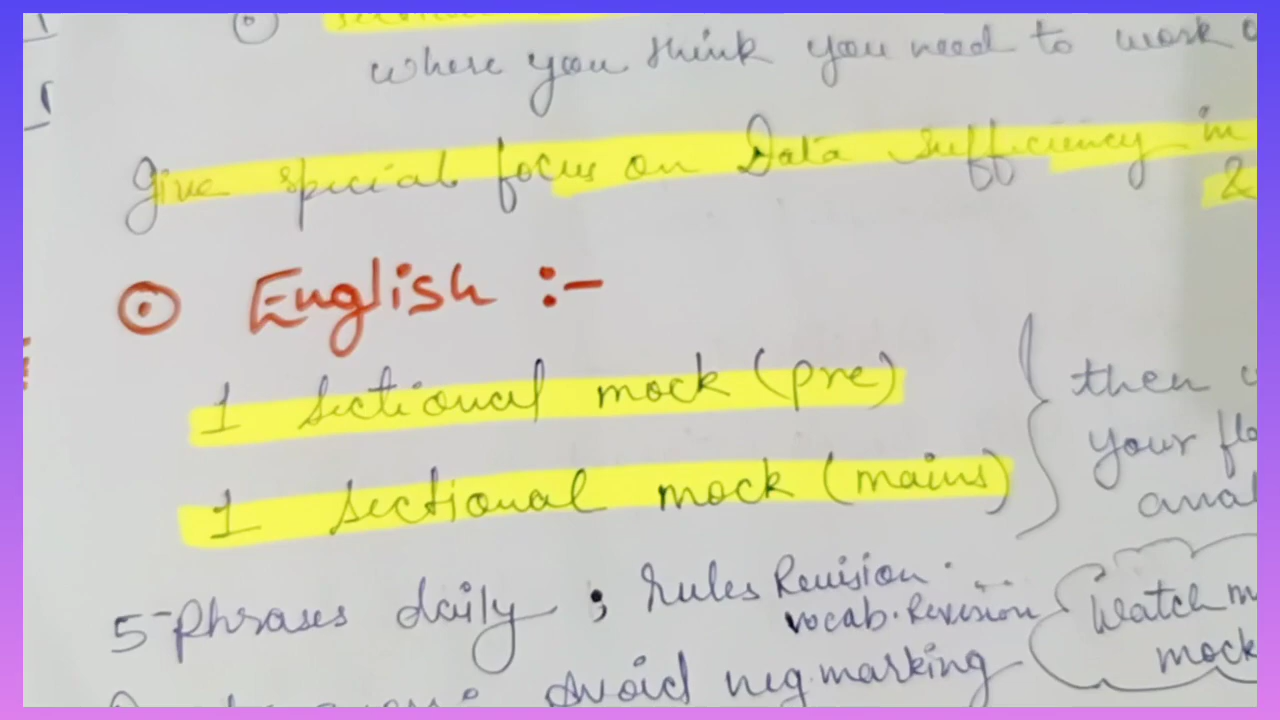 where you think you need to work
Give special focus on Data sufficiency in
&
English :-
1 sectional mock (pre)
1 sectional mock (mains)
then
your
5-Phrases daily ; rules Revision.
vocab. Revision
Watch
mock
avoid neg. marking